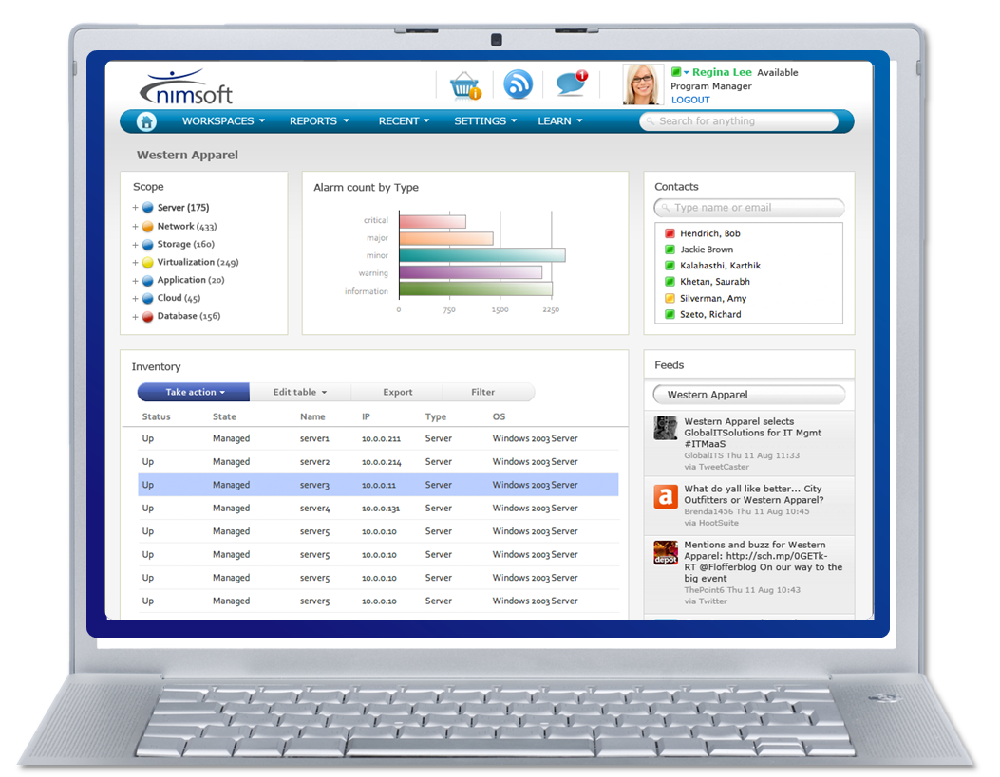 nimsoft
i
1
Regina Lee Available
Program Manager
LOGOUT
WORKSPACES REPORTS RECENT SETTINGS LEARN
Search for anything
Western Apparel
Scope
+ Server (175)
+ Network (433)
+ Storage (160)
+ Virtualization (249)
+ Application (20)
+ Cloud (45)
+ Database (156)
Alarm count by Type
critical
major
minor
warning
information
0 750 1500 2250
Contacts
Type name or email
Hendrich, Bob
Jackie Brown
Kalahasthi, Karthik
Khetan, Saurabh
Silverman, Amy
Szeto, Richard
Inventory
Take action Edit table Export Filter
Status State Name IP Type OS
Up Managed server1 10.0.0.211 Server Windows 2003 Server
Up Managed server2 10.0.0.214 Server Windows 2003 Server
Up Managed server3 10.0.0.11 Server Windows 2003 Server
Up Managed server4 10.0.0.131 Server Windows 2003 Server
Up Managed server5 10.0.0.10 Server Windows 2003 Server
Up Managed server5 10.0.0.10 Server Windows 2003 Server
Up Managed server5 10.0.0.10 Server Windows 2003 Server
Up Managed server5 10.0.0.10 Server Windows 2003 Server
Feeds
Western Apparel
Western Apparel selects
GlobalITSolutions for IT Mgmt
#ITMaaS
GlobalITS Thu 11 Aug 11:33
via TweetCaster
a
What do yall like better... City
Outfitters or Western Apparel?
Brenda1456 Thu 11 Aug 10:45
via HootSuite
depot
Mentions and buzz for Western
Apparel: http://sch.mp/0GETk-
RT @Flofferblog On our way to the
big event
ThePoint6 Thu 11 Aug 10:43
via Twitter